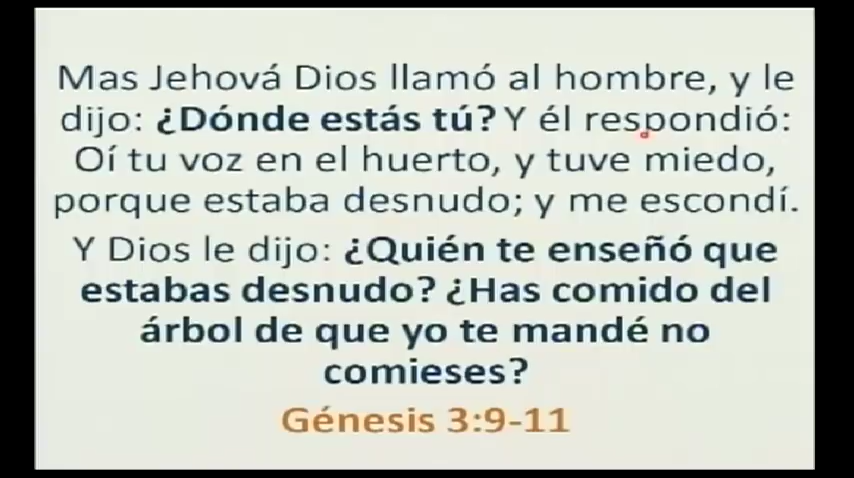 Mas Jehová Dios llamó al hombre, y le
dijo: ¿Dónde estás tú? Y él respondió:
Oí tu voz en el huerto, y tuve miedo,
porque estaba desnudo; y me escondí.
Y Dios le dijo: ¿Quién te enseñó que
estabas desnudo? ¿Has comido del
árbol de que yo te mandé no
comieses?
Génesis 3:9-11